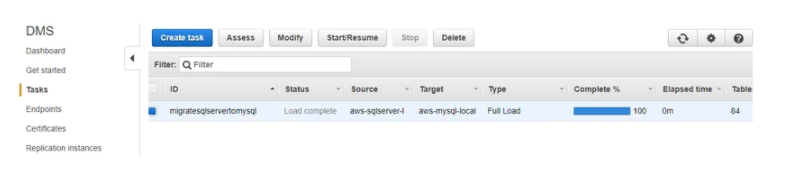 DMS
Dashboard
Get started
Tasks
Endpoints
Certificates
Replication instances
Create task Assess Modify Start/Resume Stop Delete
Filter: Filter
ID Status Source Target Type Complete % Elapsed time Table
migratesqlservertomysql Load complete aws-sqlserver-l aws-mysql-local Full Load 100 0m 84